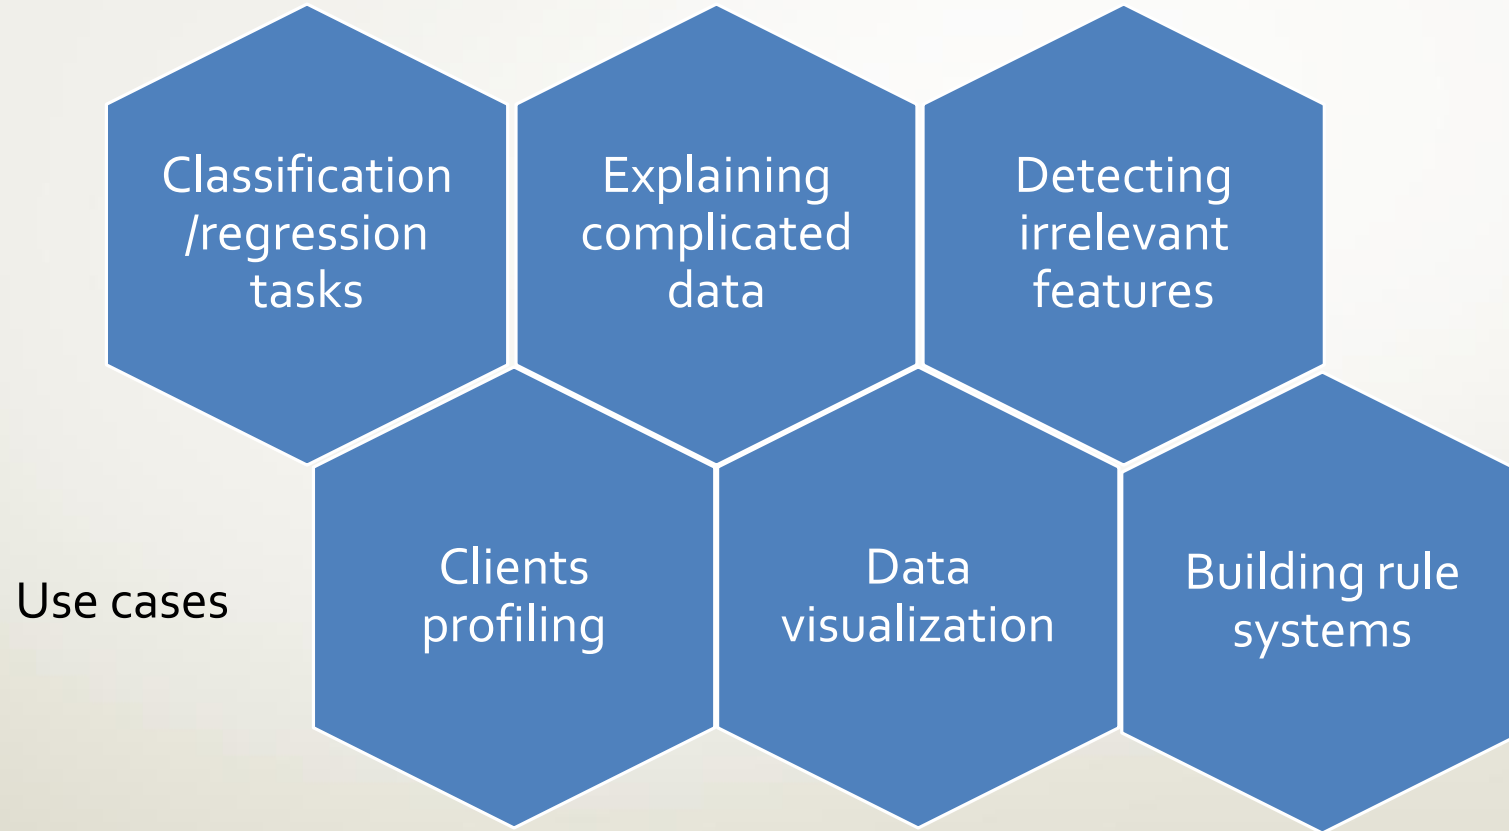 Classification
/regression
tasks
Explaining
complicated
data
Detecting
irrelevant
features
Use cases
Clients
profiling
Data
visualization
Building rule
systems